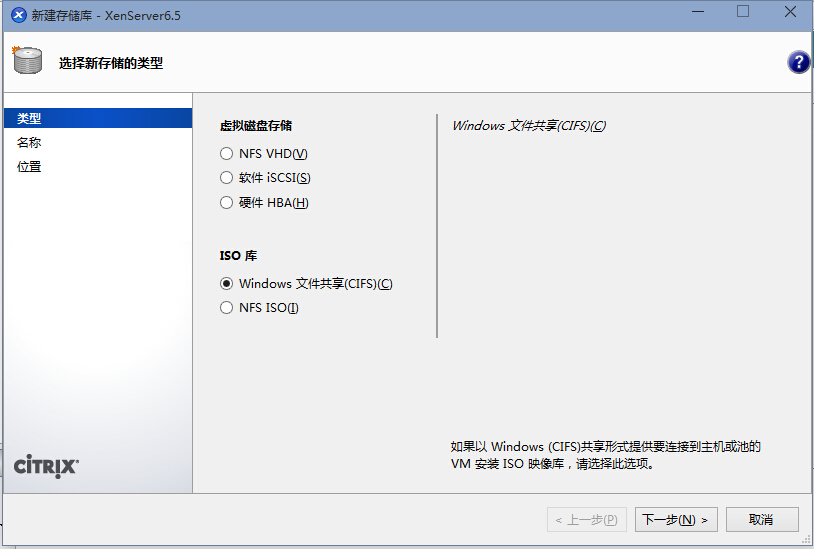 新建存储库 - XenServer6.5
选择新存储的类型
?
类型
名称
位置
虚拟磁盘存储
NFS VHD(V)
软件 iSCSI(S)
硬件 HBA(H)
ISO 库
Windows 文件共享(CIFS)(C)
NFS ISO(I)
Windows 文件共享(CIFS)(C)
如果以 Windows (CIFS)共享形式提供要连接到主机或池的
VM 安装 ISO 映像库，请选择此选项。
CITRIX
< 上一步(P)
下一步(N) >
取消